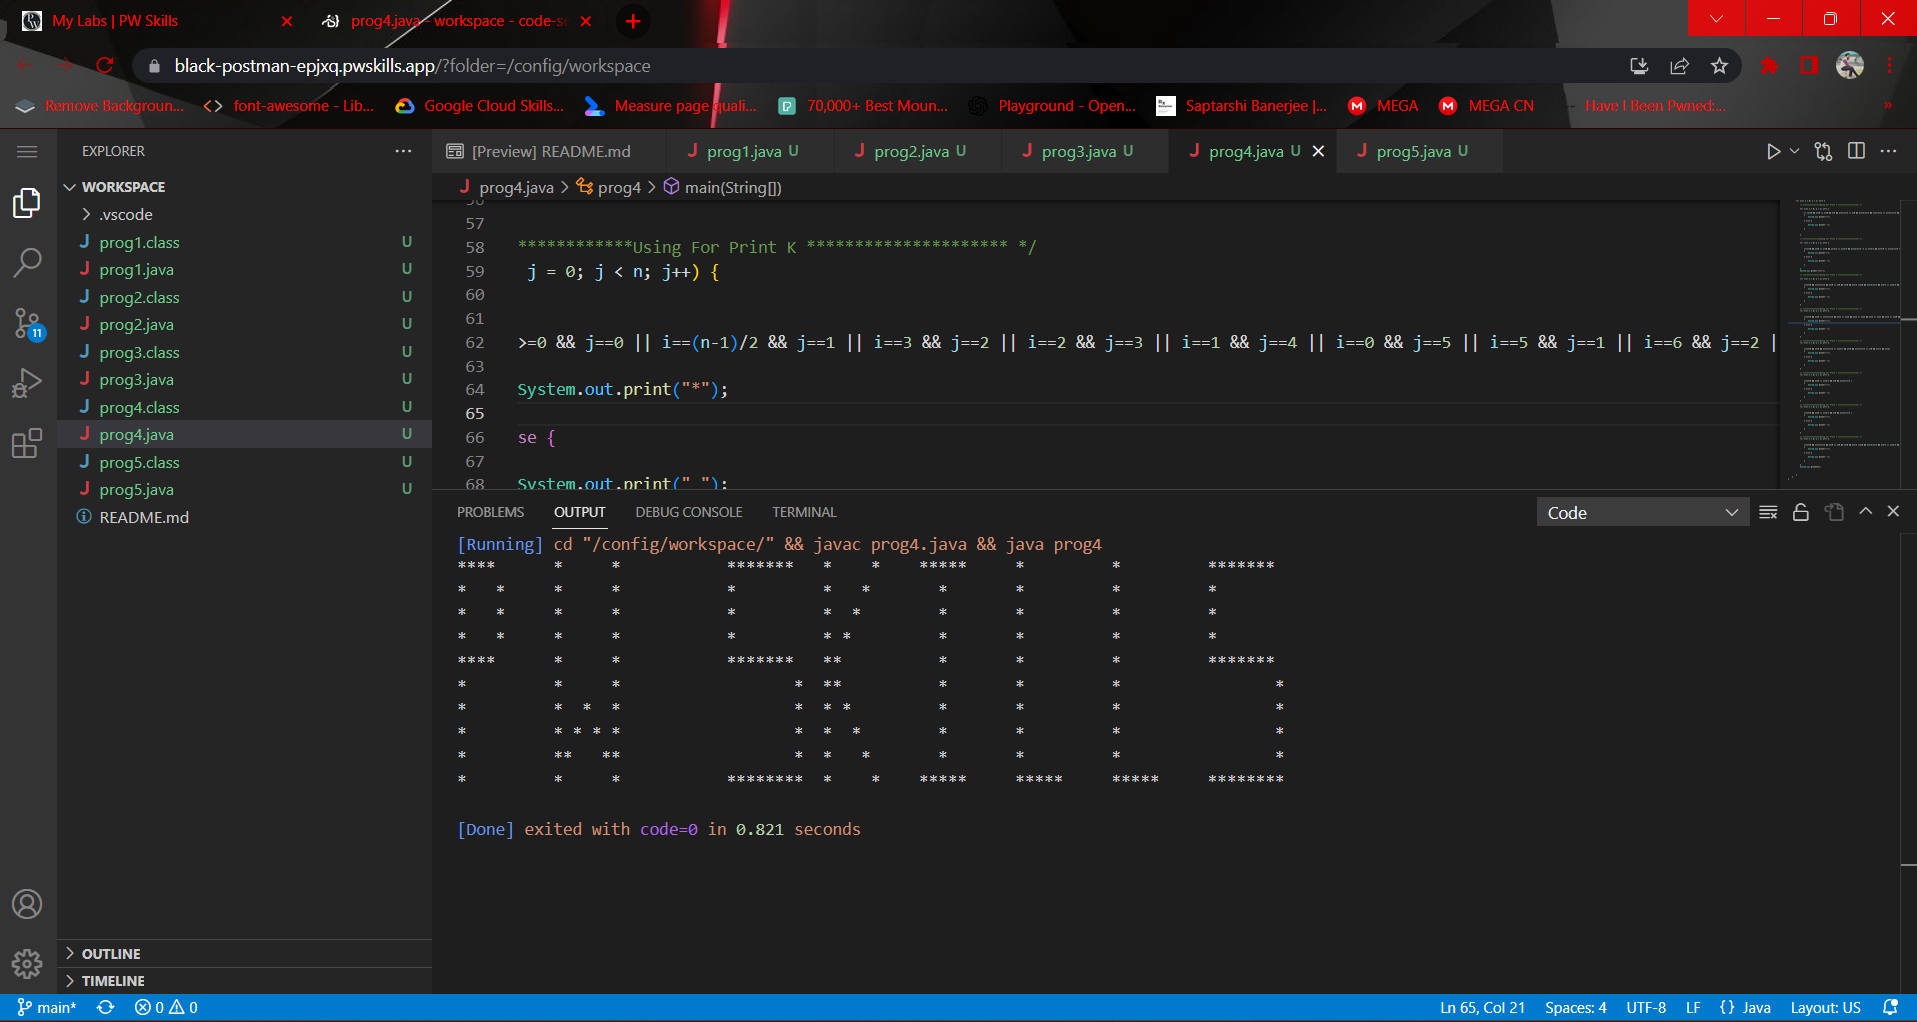 My Labs | PW Skills
prog4.java - workspace - code-se
black-postman-epjxq.pwskills.app/?folder=/config/workspace
Remove Backgroun... font-awesome - Lib... Google Cloud Skills... Measure page quali... 70,000+ Best Moun... Playground - Open... Saptarshi Banerjee |... MEGA MEGA CN Have I Been Pwned:... »
EXPLORER
WORKSPACE
.vscode
prog1.class U
prog1.java U
prog2.class U
prog2.java U
prog3.class U
prog3.java U
prog4.class U
prog4.java U
prog5.class U
prog5.java U
README.md
OUTLINE
TIMELINE
[Preview] README.md prog1.java U prog2.java U prog3.java U prog4.java U prog5.java U
prog4.java > prog4 > main(String[])
56
57
58 ************Using For Print K ********************* */
59 j = 0; j < n; j++) {
60
61
62 >=0 && j==0 || i==(n-1)/2 && j==1 || i==3 && j==2 || i==2 && j==3 || i==1 && j==4 || i==0 && j==5 || i==5 && j==1 || i==6 && j==2 ||
63
64 System.out.print("*");
65
66 se {
67
68 System.out.print(" ");
PROBLEMS OUTPUT DEBUG CONSOLE TERMINAL Code
[Running] cd "/config/workspace/" && javac prog4.java && java prog4
****      *     *           *******   *    *    *****     *         *         *******
*   *     *     *           *         *   *       *       *         *         *
*   *     *     *           *         *  *        *       *         *         *
*   *     *     *           *         * *         *       *         *         *
****      *     *           *******   **          *       *         *         *******
*         *     *                  *  **          *       *         *                *
*         *  *  *                  *  * *         *       *         *                *
*         * * * *                  *  *  *        *       *         *                *
*         **   **                  *  *   *       *       *         *                *
*         *     *           ********  *    *    *****     *****     *****     ********
[Done] exited with code=0 in 0.821 seconds
11
main* 0 0 Ln 65, Col 21 Spaces: 4 UTF-8 LF {} Java Layout: US